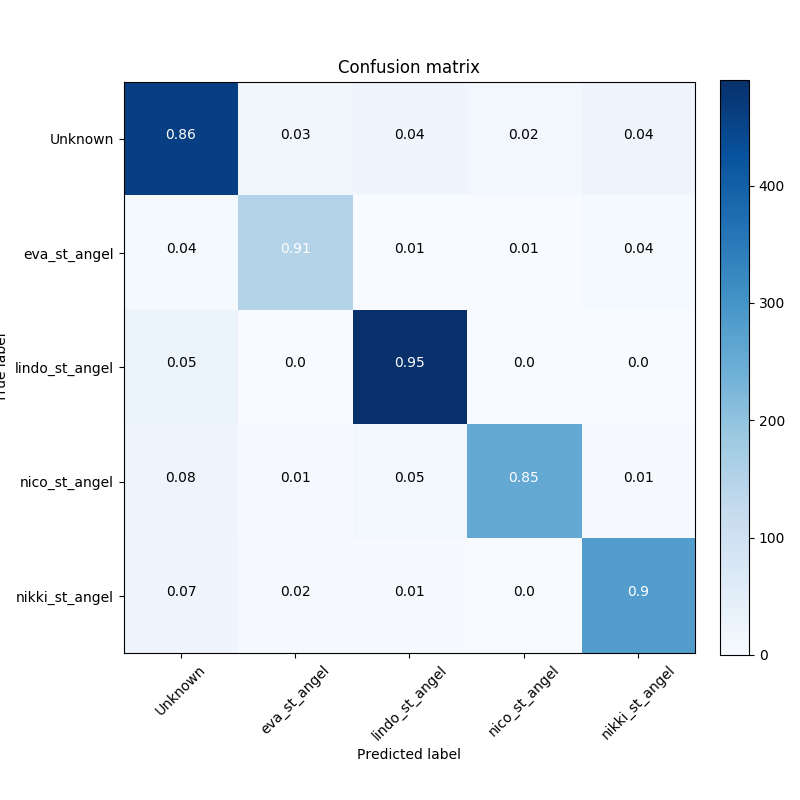 Confusion matrix
Unknown 0.86 0.03 0.04 0.02 0.04
eva_st_angel 0.04 0.91 0.01 0.01 0.04
lindo_st_angel 0.05 0.0 0.95 0.0 0.0
nico_st_angel 0.08 0.01 0.05 0.85 0.01
nikki_st_angel 0.07 0.02 0.01 0.0 0.9
Unknown eva_st_angel lindo_st_angel nico_st_angel nikki_st_angel
Predicted label
True label
400
300
200
100
0